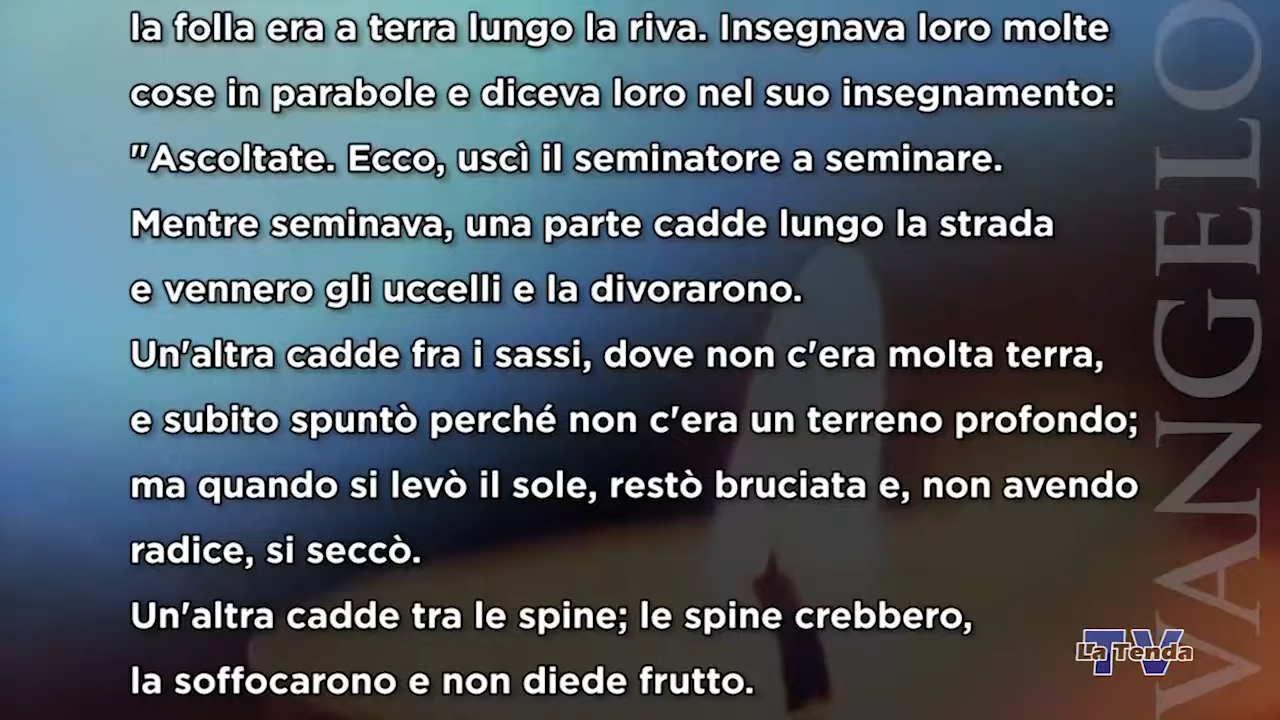 la folla era a terra lungo la riva. Insegnava loro molte
cose in parabole e diceva loro nel suo insegnamento:
"Ascoltate. Ecco, uscì il seminatore a seminare.
Mentre seminava, una parte cadde lungo la strada
e vennero gli uccelli e la divorarono.
Un'altra cadde fra i sassi, dove non c'era molta terra,
e subito spuntò perché non c'era un terreno profondo;
ma quando si levò il sole, restò bruciata e, non avendo
radice, si seccò.
Un'altra cadde tra le spine; le spine crebbero,
la soffocarono e non diede frutto.
VANGELO
TV
La Tenda